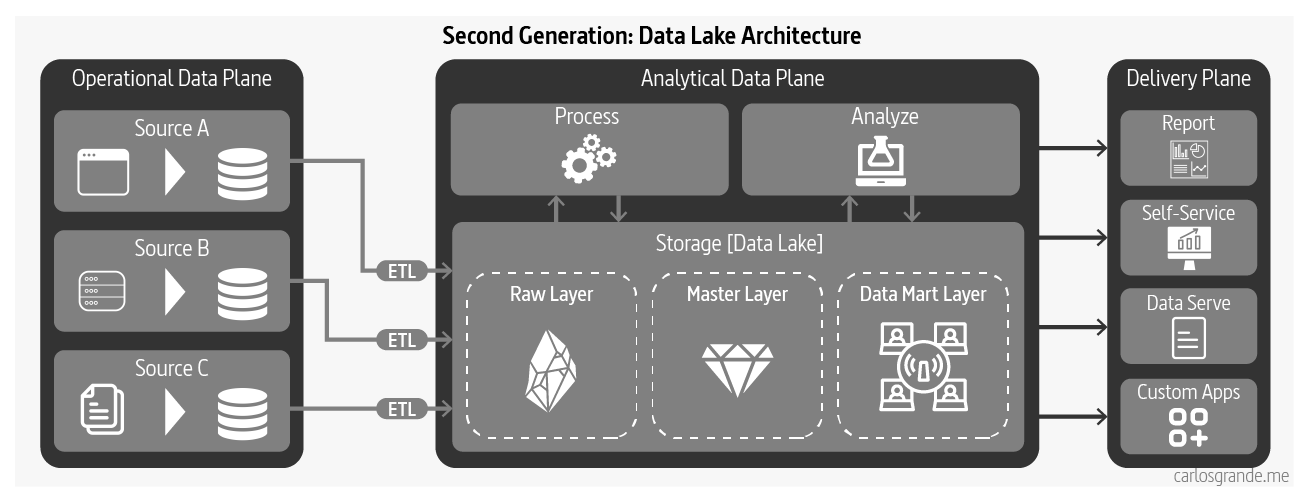 Second Generation: Data Lake Architecture
Operational Data Plane
Source A
Source B
Source C
ETL
ETL
ETL
Analytical Data Plane
Process
Analyze
Storage [Data Lake]
Raw Layer
Master Layer
Data Mart Layer
Delivery Plane
Report
Self-Service
Data Serve
Custom Apps
carlosgrande.me